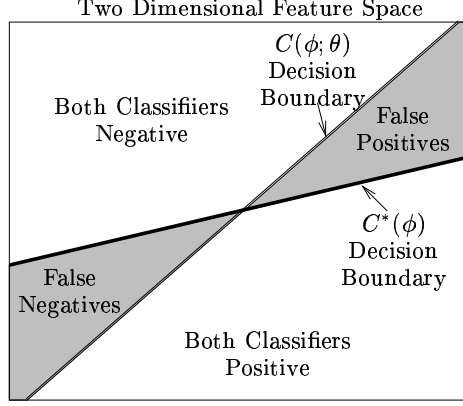 Two Dimensional Feature Space
C(ϕ; θ)
Decision
Boundary
Both Classifiiers
Negative
False
Positives
C*(ϕ)
Decision
Boundary
False
Negatives
Both Classifiers
Positive